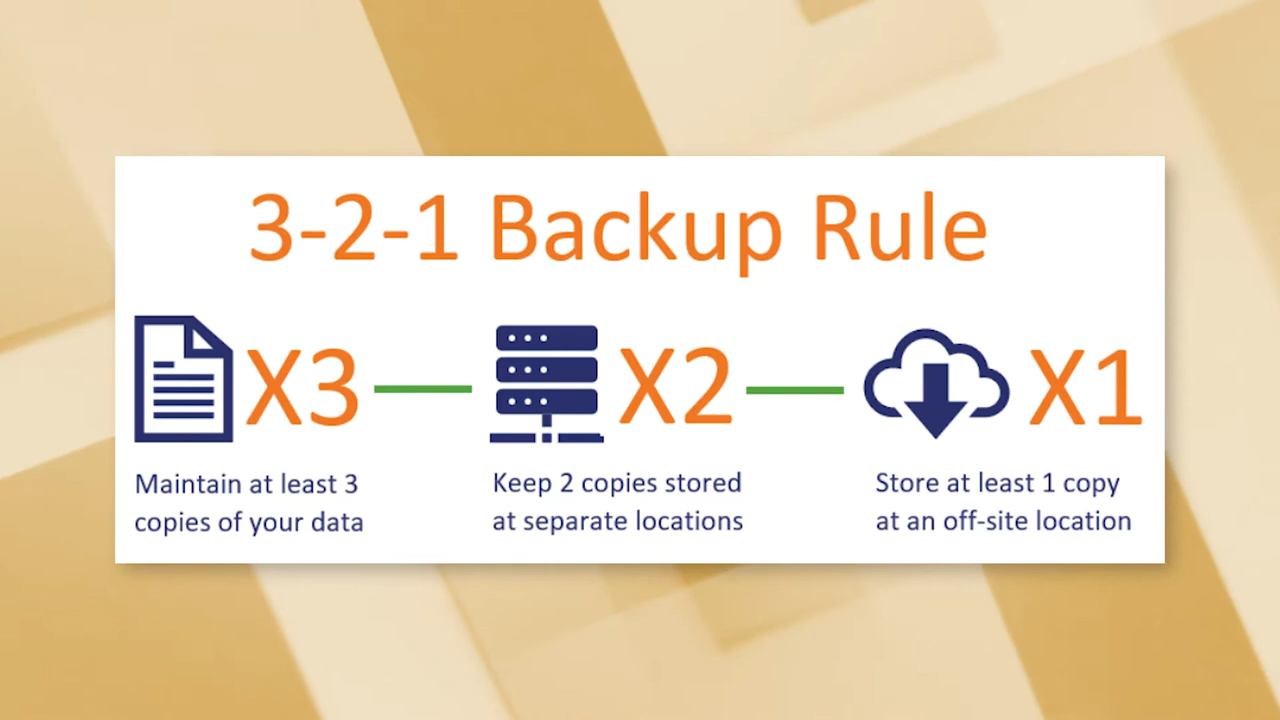 3-2-1 Backup Rule
X3
X2
X1
Maintain at least 3
copies of your data
Keep 2 copies stored
at separate locations
Store at least 1 copy
at an off-site location